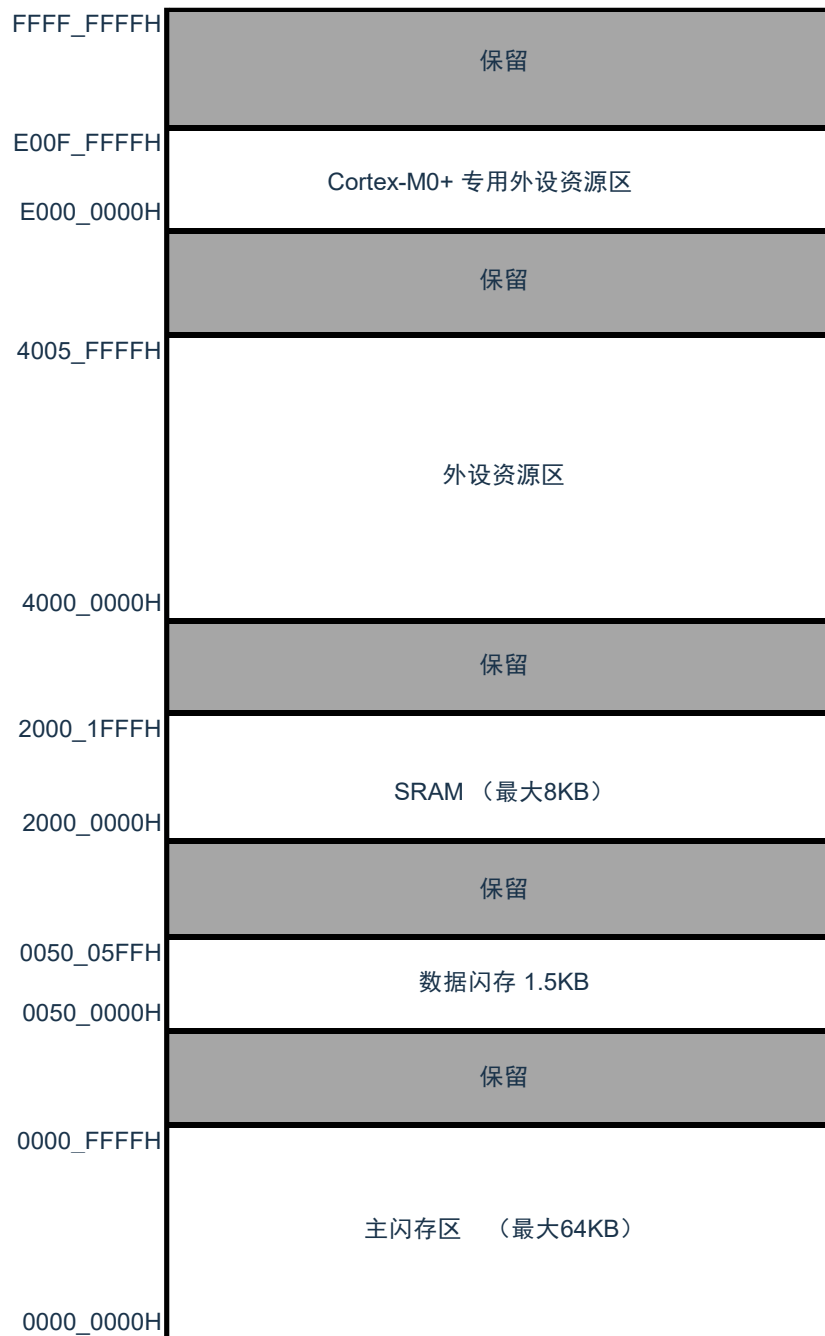 FFFF_FFFFH
保留
E00F_FFFFH
Cortex-M0+ 专用外设资源区
E000_0000H
保留
4005_FFFFH
外设资源区
4000_0000H
保留
2000_1FFFH
SRAM （最大8KB）
2000_0000H
保留
0050_05FFH
数据闪存 1.5KB
0050_0000H
保留
0000_FFFFH
主闪存区 （最大64KB）
0000_0000H